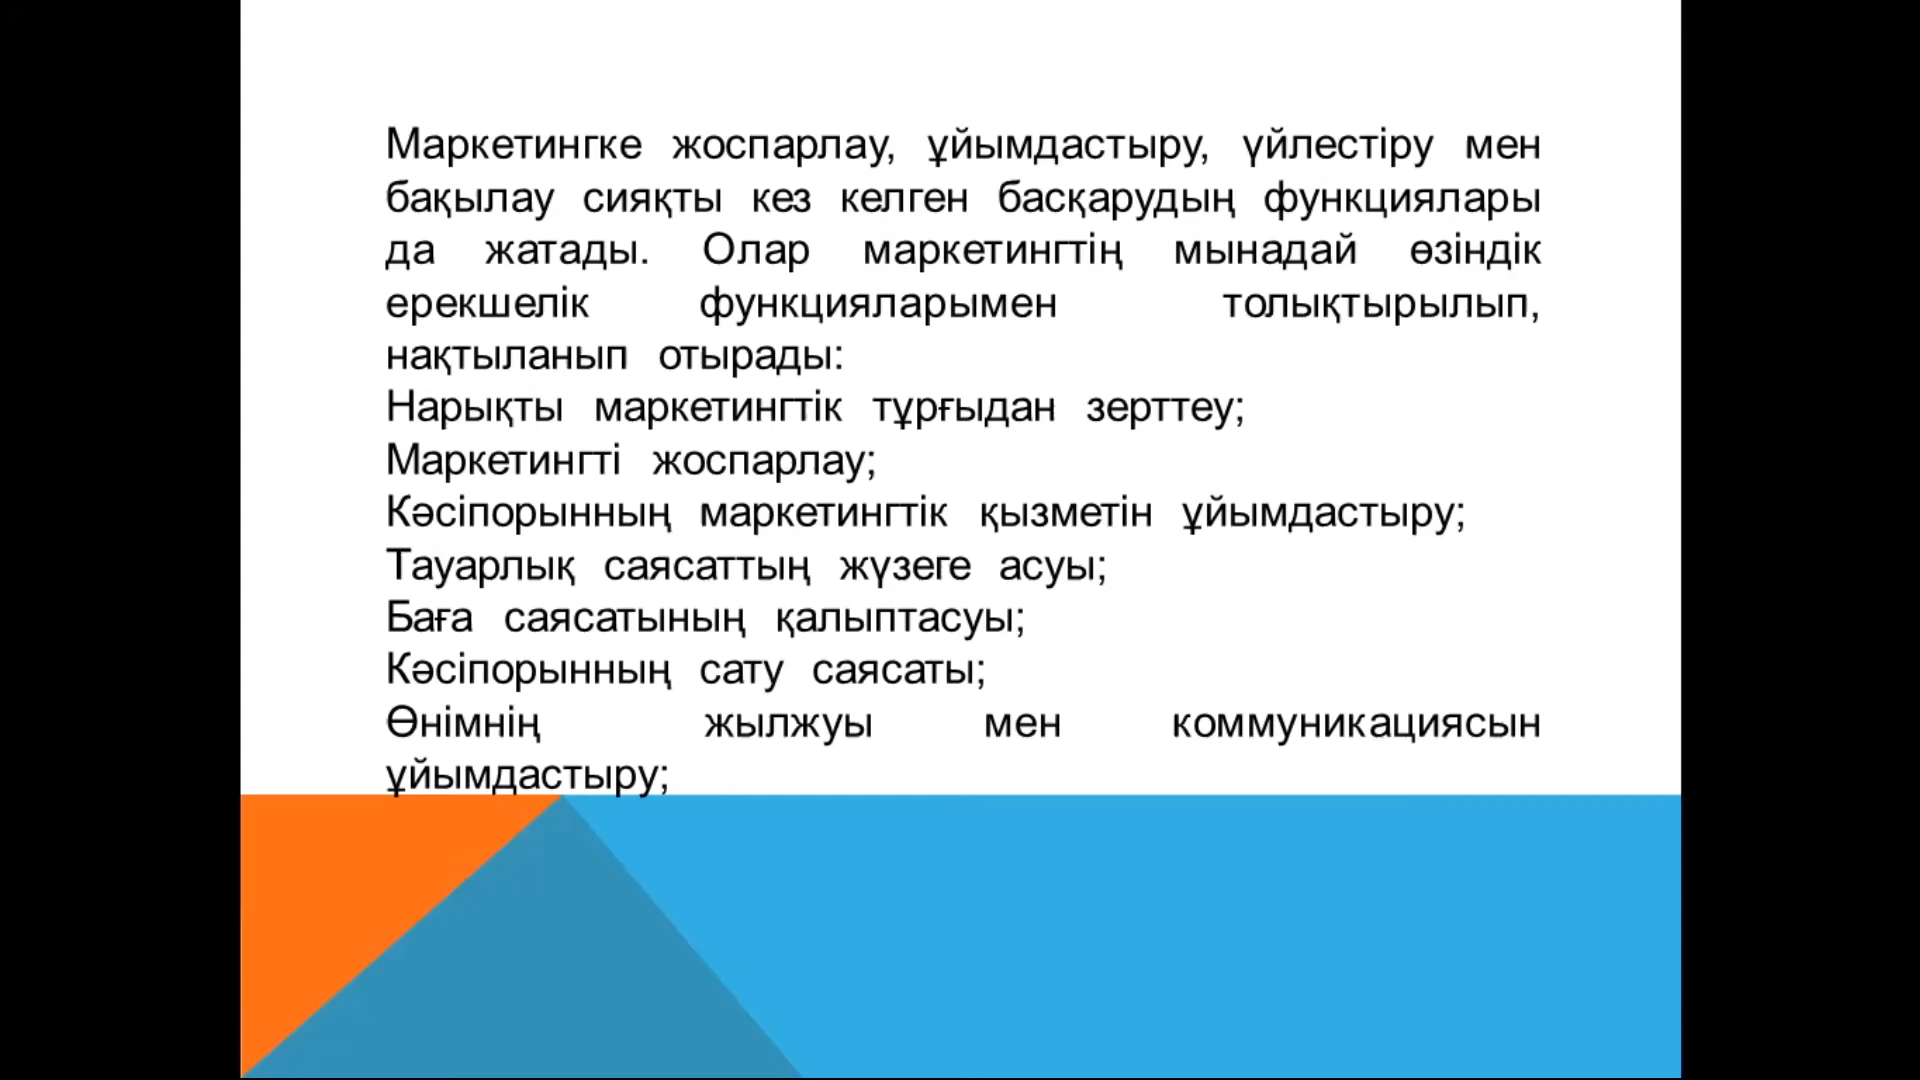 Маркетингке жоспарлау, ұйымдастыру, үйлестіру мен
бақылау сияқты кез келген басқарудың функциялары
да жатады. Олар маркетингтің мынадай өзіндік
ерекшелік функцияларымен толықтырылып,
нақтыланып отырады:
Нарықты маркетингтік тұрғыдан зерттеу;
Маркетингті жоспарлау;
Кәсіпорынның маркетингтік қызметін ұйымдастыру;
Тауарлық саясаттың жүзеге асуы;
Баға саясатының қалыптасуы;
Кәсіпорынның сату саясаты;
Өнімнің жылжуы мен коммуникациясын
ұйымдастыру;